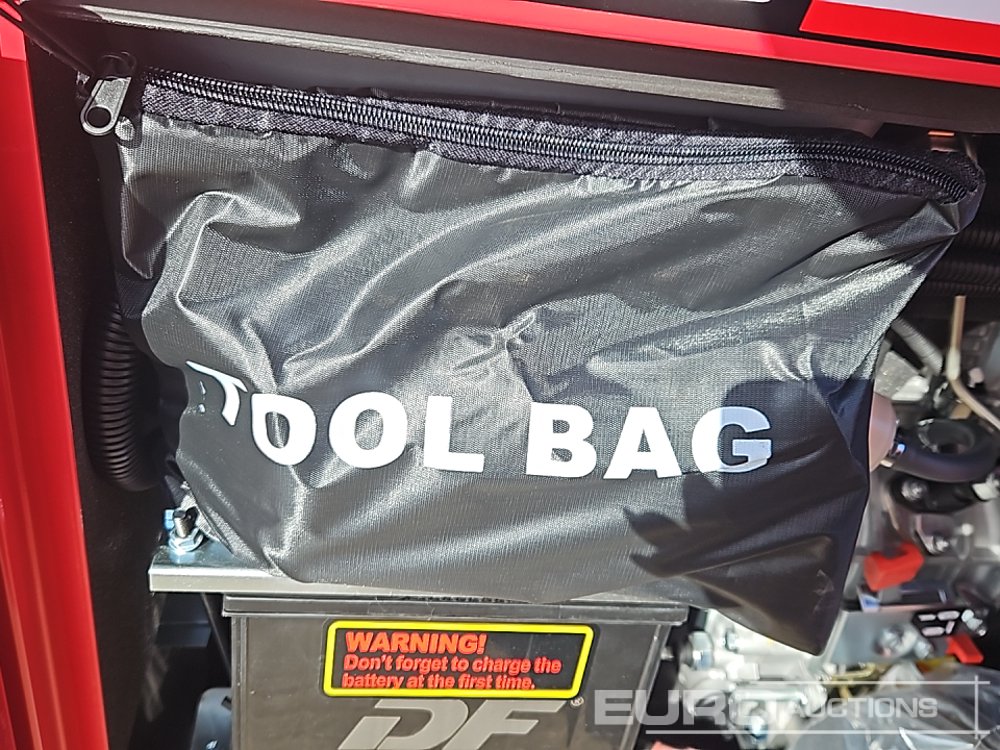 TOOL BAG
WARNING!
Don't forget to charge the
battery at the first time.
DF®
EURO AUCTIONS